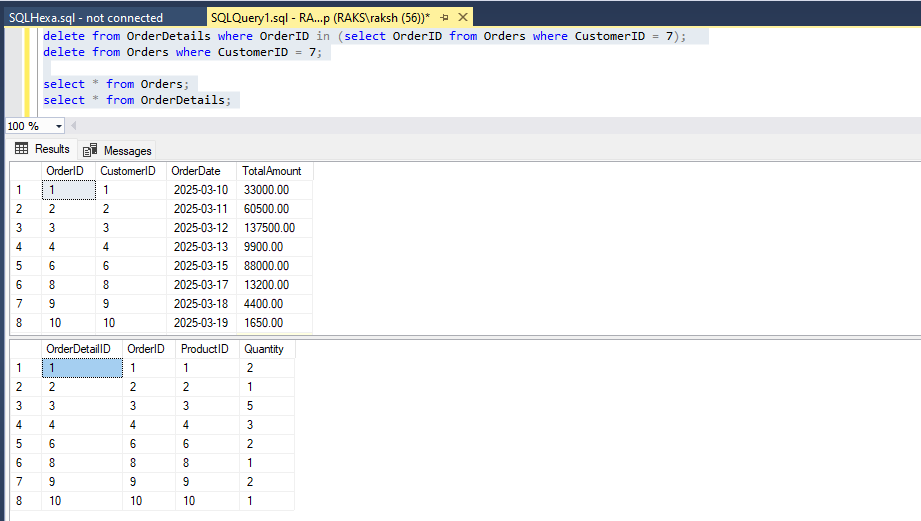 SQLHexa.sql - not connected SQLQuery1.sql - RA...p (RAKS\raksh (56))*
delete from OrderDetails where OrderID in (select OrderID from Orders where CustomerID = 7);
delete from Orders where CustomerID = 7;
select * from Orders;
select * from OrderDetails;
100 %
Results Messages
OrderID CustomerID OrderDate TotalAmount
1 1 1 2025-03-10 33000.00
2 2 2 2025-03-11 60500.00
3 3 3 2025-03-12 137500.00
4 4 4 2025-03-13 9900.00
5 6 6 2025-03-15 88000.00
6 8 8 2025-03-17 13200.00
7 9 9 2025-03-18 4400.00
8 10 10 2025-03-19 1650.00
OrderDetailID OrderID ProductID Quantity
1 1 1 1 2
2 2 2 2 1
3 3 3 3 5
4 4 4 4 3
5 6 6 6 2
6 8 8 8 1
7 9 9 9 2
8 10 10 10 1